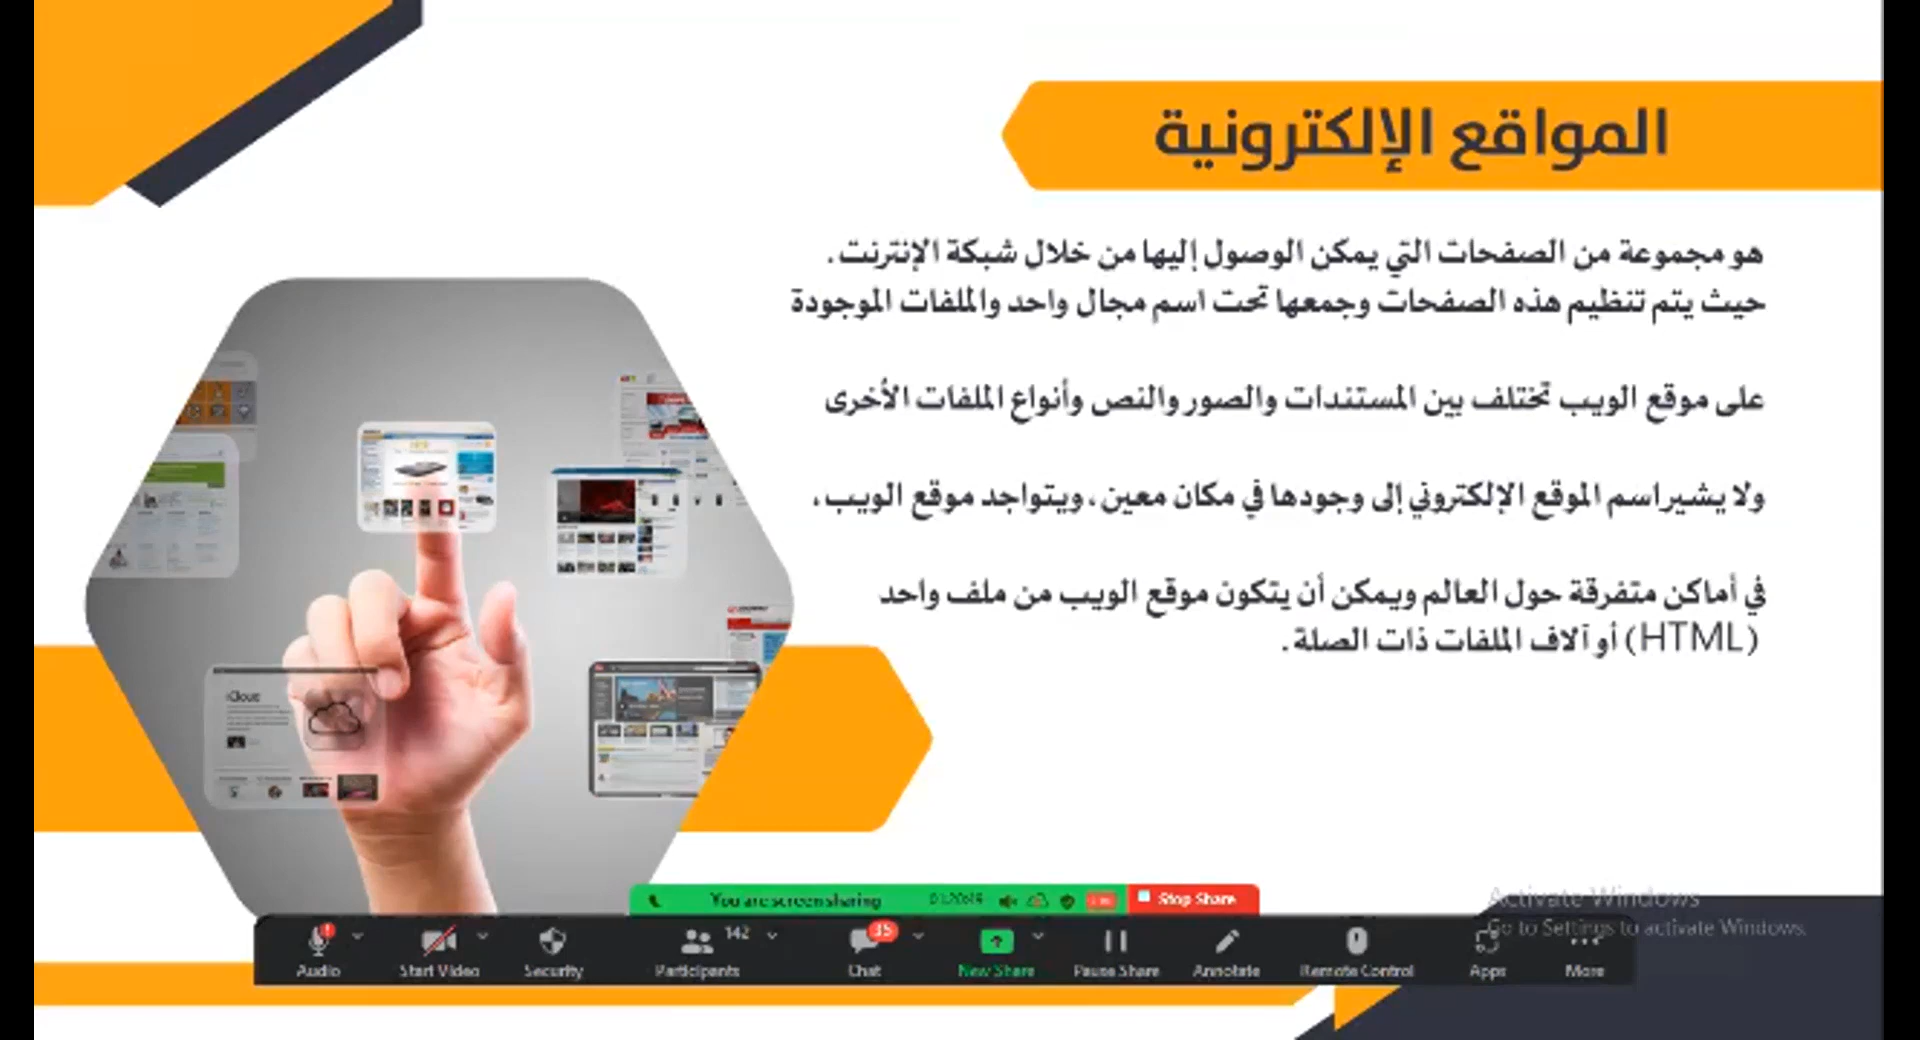 المواقع الإلكترونية
هو مجموعة من الصفحات التي يمكن الوصول إليها من خلال شبكة الإنترنت.
حيث يتم تنظيم هذه الصفحات وجمعها تحت اسم مجال واحد والملفات الموجودة
على موقع الويب تختلف بين المستندات والصور والنص وأنواع الملفات الأخرى
ولا يشير اسم الموقع الإلكتروني إلى وجودها في مكان معين، ويتواجد موقع الويب،
في أماكن متفرقة حول العالم ويمكن أن يتكون موقع الويب من ملف واحد
(HTML) أو آلاف الملفات ذات الصلة.
iCloud
You are screen sharing Stop Share
Activate Windows
Go to Settings to activate Windows.
142 35
Audio Start Video Security Participants Chat New Share Pause Share Annotate Remote Control Apps More